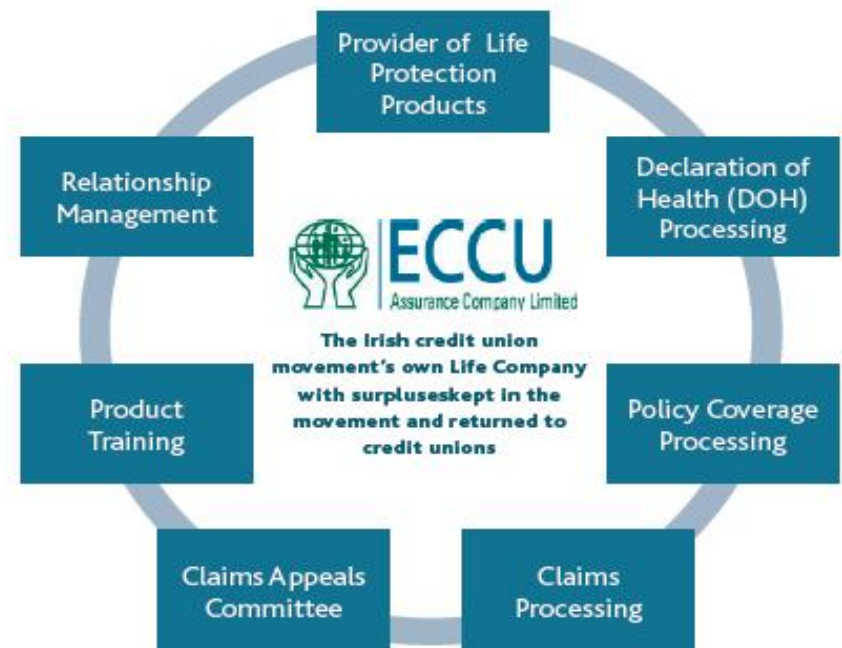 Provider of Life
Protection
Products
Declaration of
Health (DOH)
Processing
Policy Coverage
Processing
Claims
Processing
Claims Appeals
Committee
Product
Training
Relationship
Management
ECCU
Assurance Company Limited
The Irish credit union
movement's own Life Company
with surpluseskept in the
movement and returned to
credit unions